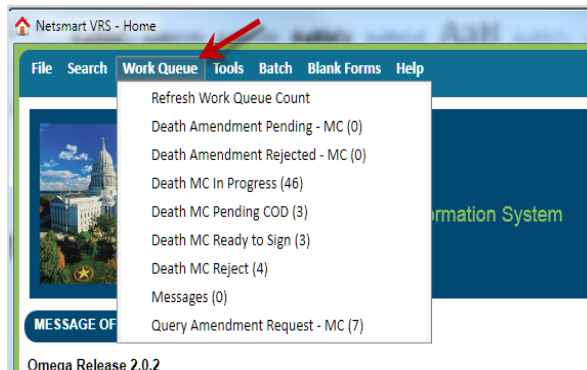 Netsmart VRS - Home
File Search Work Queue Tools Batch Blank Forms Help
Refresh Work Queue Count
Death Amendment Pending - MC (0)
Death Amendment Rejected - MC (0)
Death MC In Progress (46)
Death MC Pending COD (3)
rmation System
Death MC Ready to Sign (3)
Death MC Reject (4)
Messages (0)
MESSAGE OF
Query Amendment Request - MC (7)
Omega Release 2.0.2